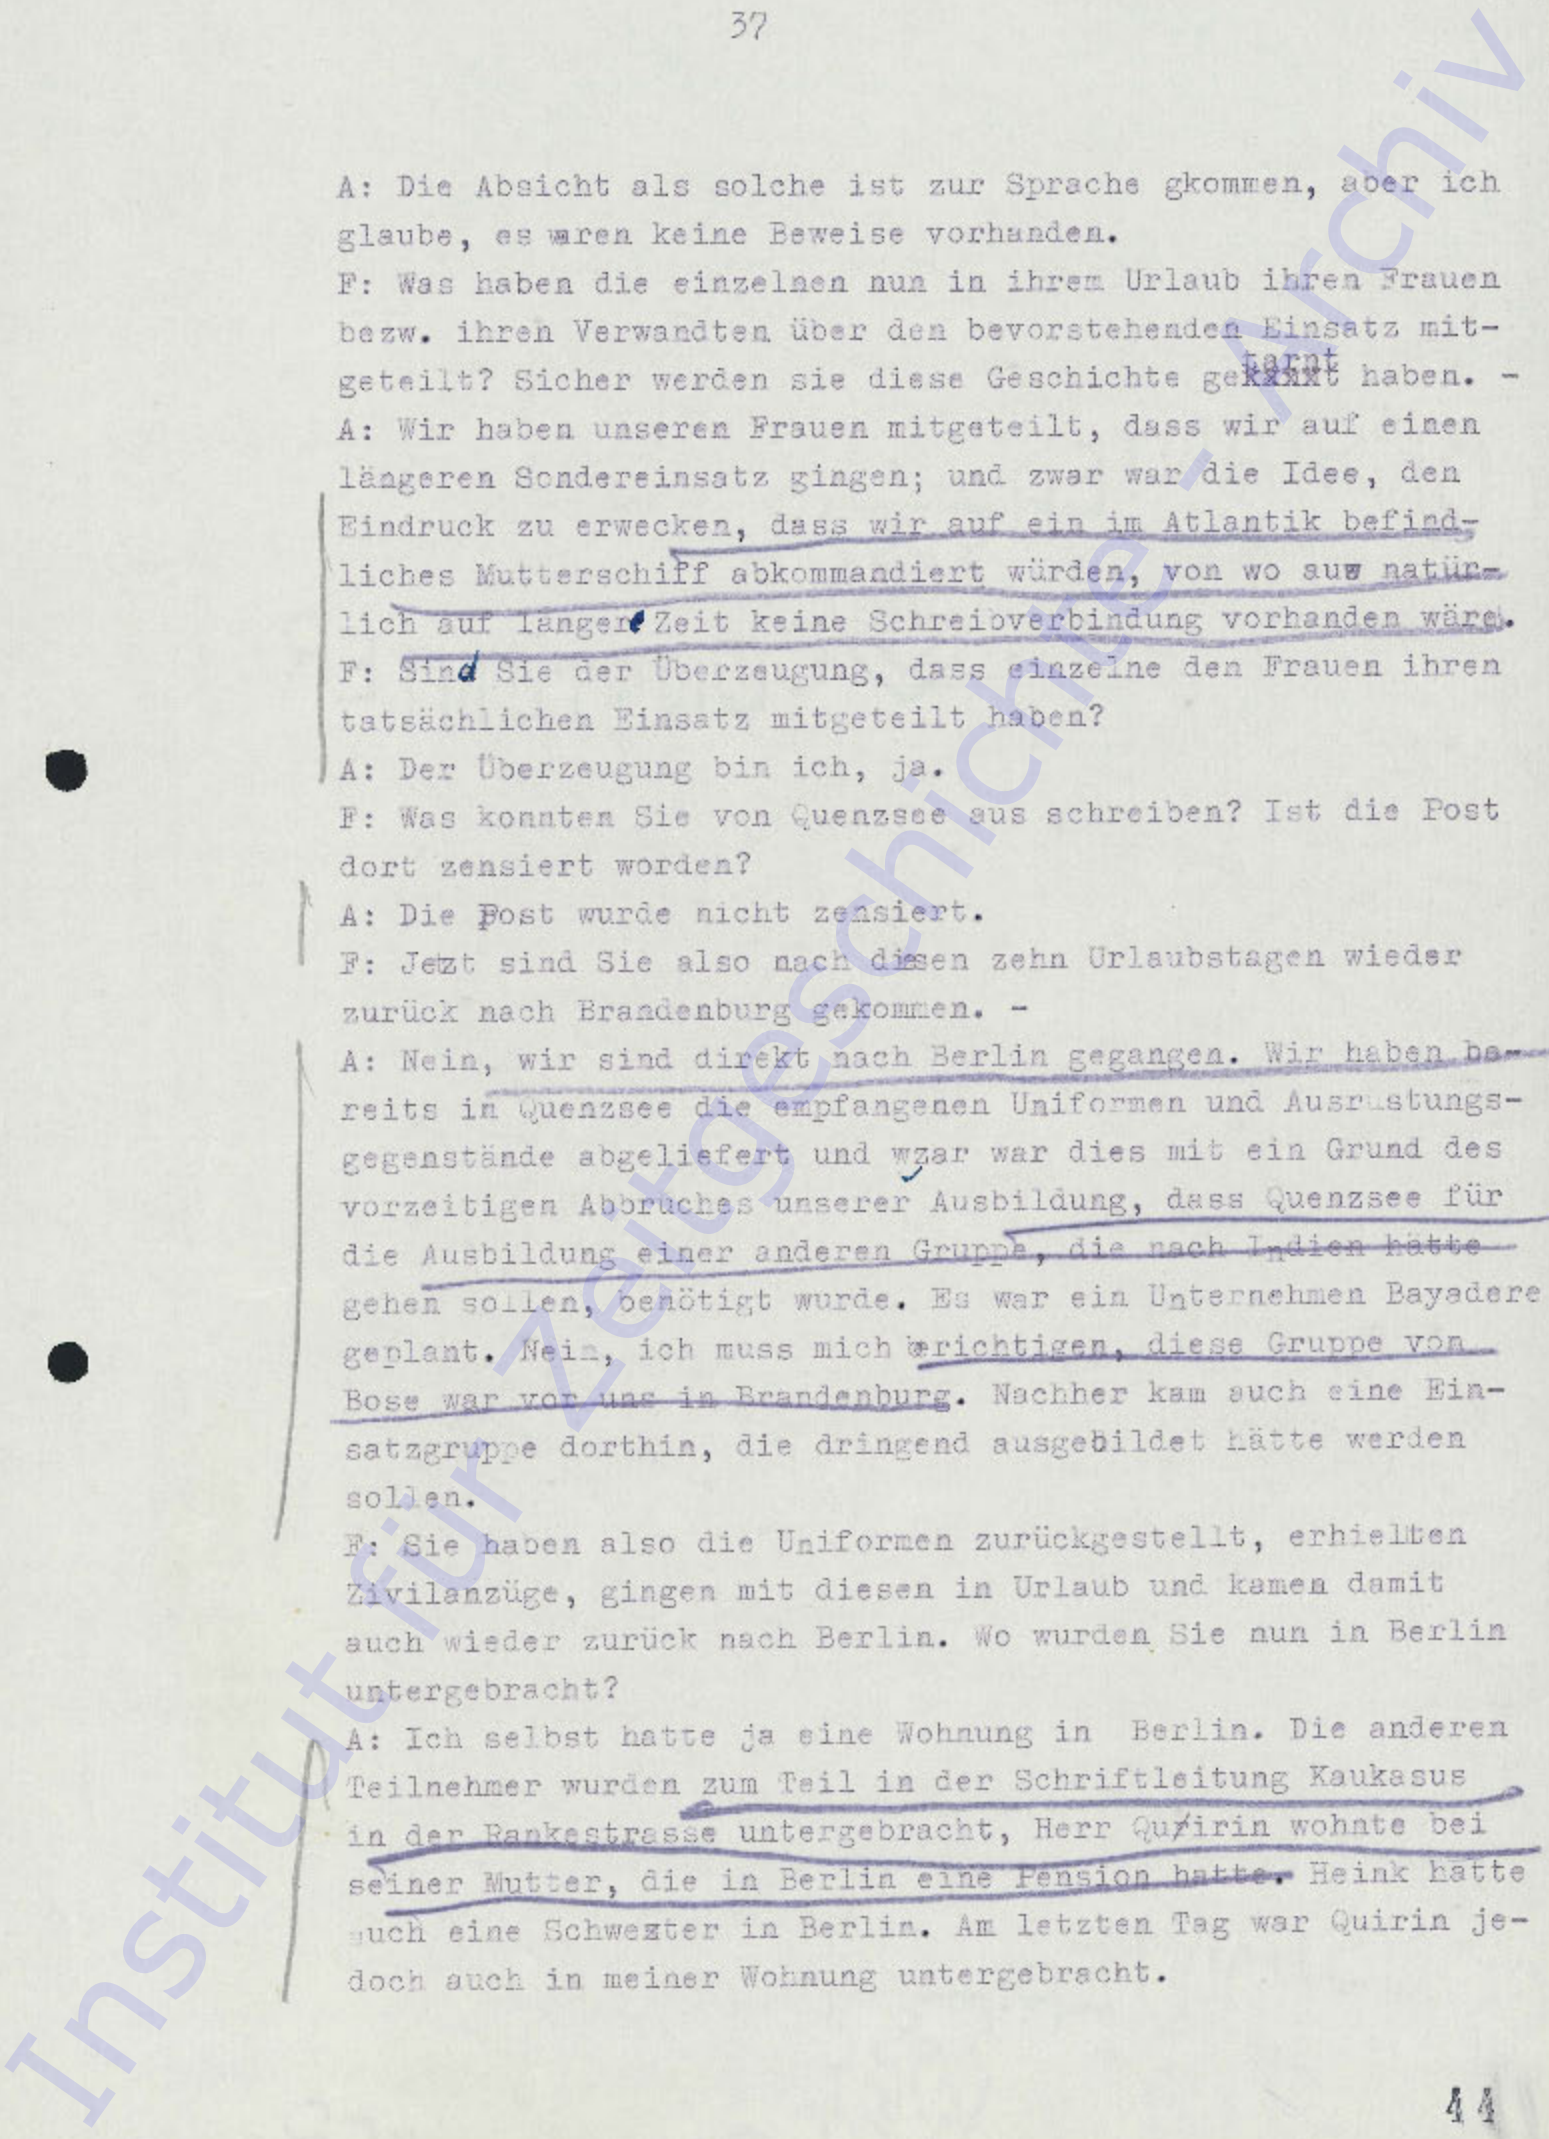 37
A: Die Absicht als solche ist zur Sprache gkommen, aber ich
glaube, es waren keine Beweise vorhanden.
F: Was haben die einzelnen nun in ihrem Urlaub ihren Frauen
bezw. ihren Verwandten über den bevorstehenden Einsatz mit-
geteilt? Sicher werden sie diese Geschichte getarnt haben. -
A: Wir haben unseren Frauen mitgeteilt, dass wir auf einen
längeren Sondereinsatz gingen; und zwar war die Idee, den
Eindruck zu erwecken, dass wir auf ein im Atlantik befind-
liches Mutterschiff abkommandiert würden, von wo aus natür-
lich auf längere Zeit keine Schreibverbindung vorhanden wäre.
F: Sind Sie der Überzeugung, dass einzelne den Frauen ihren
tatsächlichen Einsatz mitgeteilt haben?
A: Der Überzeugung bin ich, ja.
F: Was konnten Sie von Quenzsee aus schreiben? Ist die Post
dort zensiert worden?
A: Die Post wurde nicht zensiert.
F: Jetzt sind Sie also nach diesen zehn Urlaubstagen wieder
zurück nach Brandenburg gekommen. -
A: Nein, wir sind direkt nach Berlin gegangen. Wir haben be-
reits in Quenzsee die empfangenen Uniformen und Ausrüstungs-
gegenstände abgeliefert und wzar war dies mit ein Grund des
vorzeitigen Abbruches unserer Ausbildung, dass Quenzsee für
die Ausbildung einer anderen Gruppe, die nach Indien hätte
gehen sollen, benötigt wurde. Es war ein Unternehmen Bayadere
geplant. Nein, ich muss mich berichtigen, diese Gruppe von
Bose war vor uns in Brandenburg. Nachher kam auch eine Ein-
satzgruppe dorthin, die dringend ausgebildet hätte werden
sollen.
F: Sie haben also die Uniformen zurückgestellt, erhielten
Zivilanzüge, gingen mit diesen in Urlaub und kamen damit
auch wieder zurück nach Berlin. Wo wurden Sie nun in Berlin
untergebracht?
A: Ich selbst hatte ja eine Wohnung in Berlin. Die anderen
Teilnehmer wurden zum Teil in der Schriftleitung Kaukasus
in der Rankestrasse untergebracht, Herr Quirin wohnte bei
seiner Mutter, die in Berlin eine Pension hatte. Heink hatte
auch eine Schwester in Berlin. Am letzten Tag war Quirin je-
doch auch in meiner Wohnung untergebracht.
44
Institut für Zeitgeschichte - Archiv